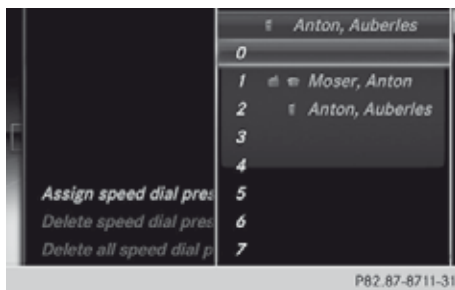 Anton, Auberles
0
1 Moser, Anton
2 Anton, Auberles
3
4
Assign speed dial pres 5
Delete speed dial pres 6
Delete all speed dial p 7
P82.87-8711-31